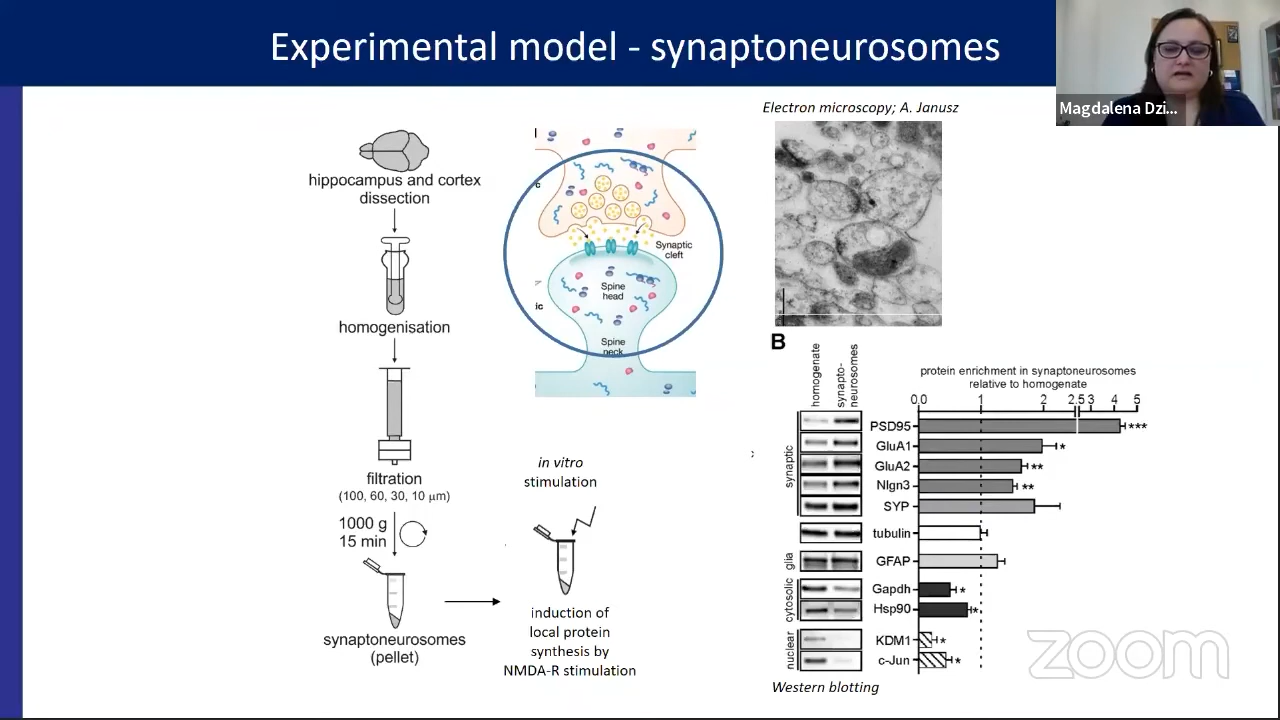 Experimental model - synaptoneurosomes
Magdalena Dzi...
hippocampus and cortex
dissection
homogenisation
filtration
(100, 60, 30, 10 µm)
1000 g
15 min
synaptoneurosomes
(pellet)
Synaptic
cleft
Spine
head
Spine
neck
c
ic
in vitro
stimulation
induction of
local protein
synthesis by
NMDA-R stimulation
Electron microscopy; A. Janusz
B
homogenate
synapto-
neurosomes
protein enrichment in synaptoneurosomes
relative to homogenate
0.0 1 2 2.5 3 4 5
synaptic
PSD95 ***
GluA1 *
GluA2 **
Nlgn3 **
SYP
tubulin
glia
GFAP
cytosolic
Gapdh *
Hsp90 *
nuclear
KDM1 *
c-Jun *
Western blotting
zoom